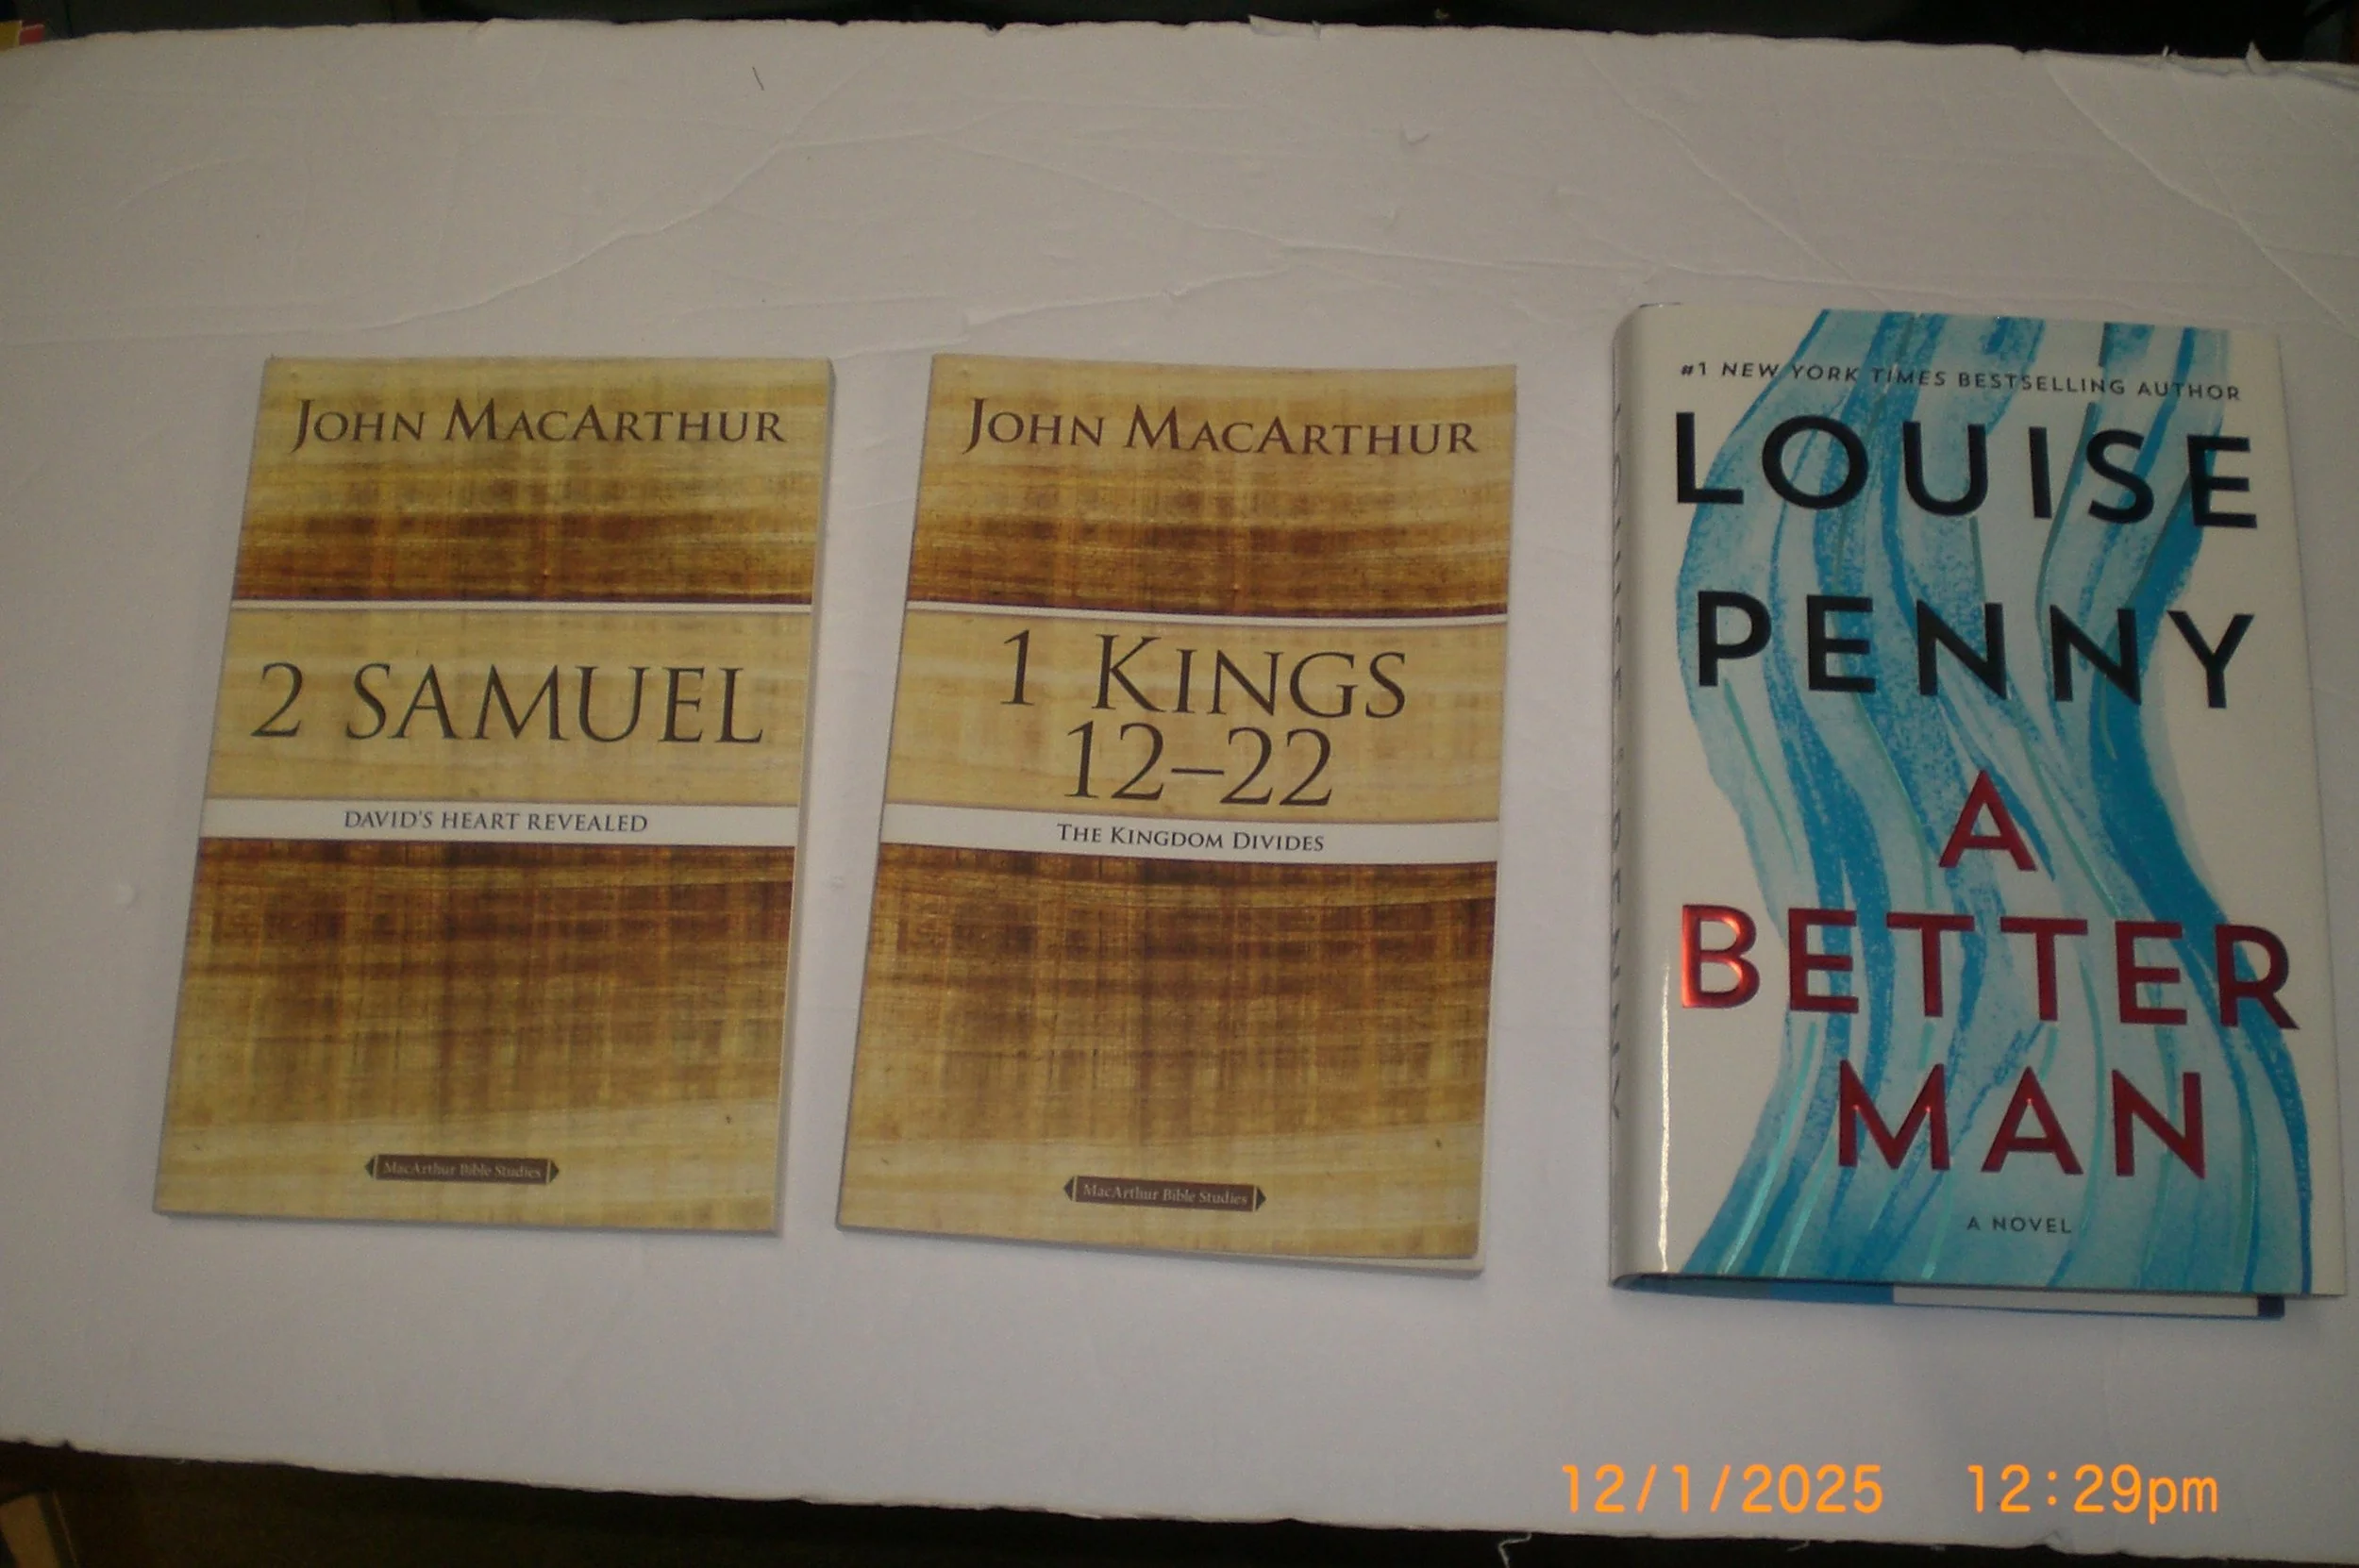 JOHN MACARTHUR
2 SAMUEL
DAVID'S HEART REVEALED
MacArthur Bible Studies
JOHN MACARTHUR
1 KINGS
12–22
THE KINGDOM DIVIDES
MacArthur Bible Studies
#1 NEW YORK TIMES BESTSELLING AUTHOR
LOUISE
PENNY
A
BETTER
MAN
A NOVEL
12/1/2025 12:29pm